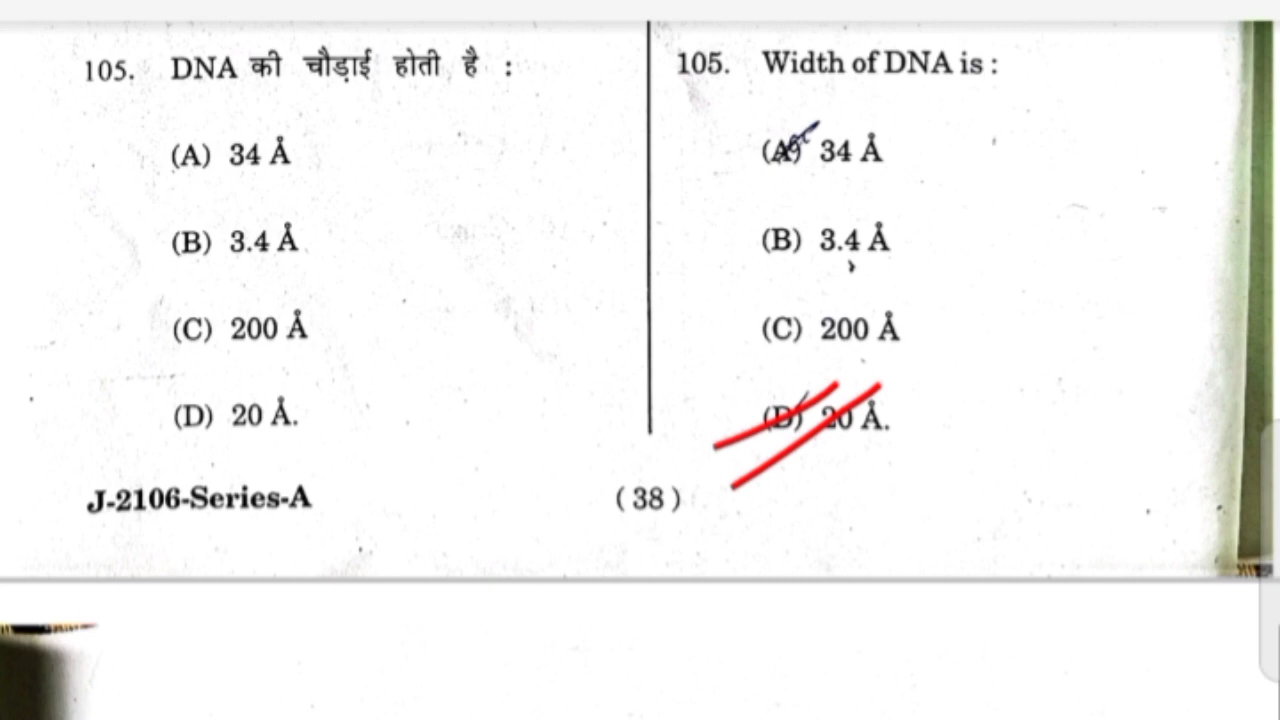 105. DNA की चौड़ाई होती है :
(A) 34 Å
(B) 3.4 Å
(C) 200 Å
(D) 20 Å.
105. Width of DNA is :
(A) 34 Å
(B) 3.4 Å
(C) 200 Å
(D) 20 Å.
J-2106-Series-A
( 38 )